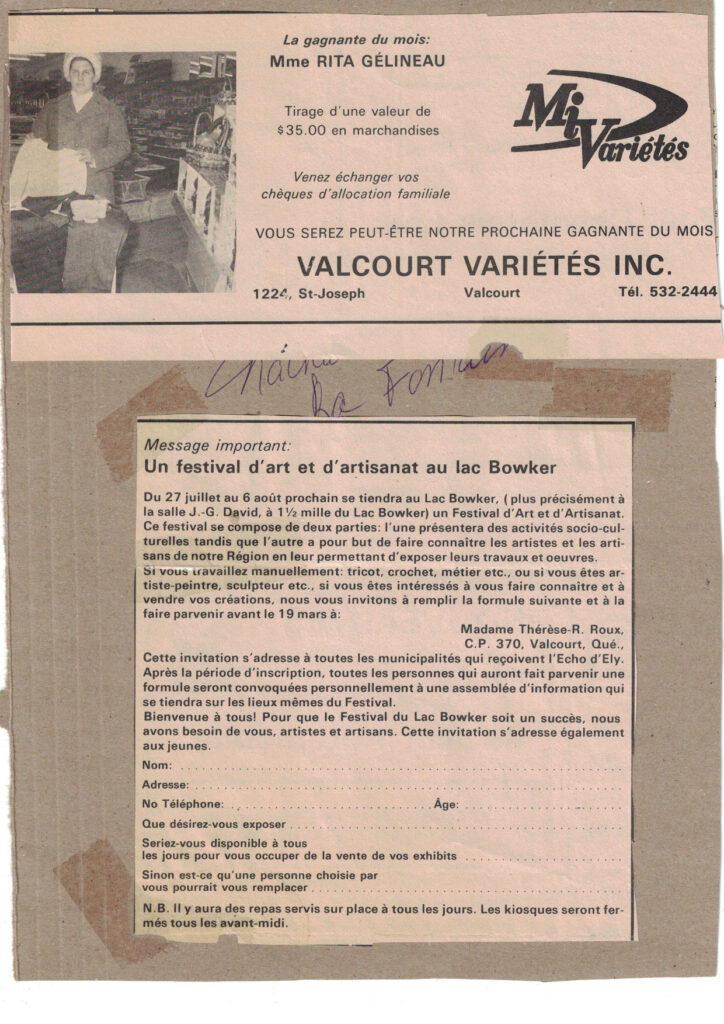 La gagnante du mois:
Mme RITA GÉLINEAU
Tirage d'une valeur de
$35.00 en marchandises
Venez échanger vos
chèques d'allocation familiale
Mi
Variétés
VOUS SEREZ PEUT-ÊTRE NOTRE PROCHAINE GAGNANTE DU MOIS
VALCOURT VARIÉTÉS INC.
1224, St-Joseph Valcourt Tél. 532-2444
Message important:
Un festival d'art et d'artisanat au lac Bowker
Du 27 juillet au 6 août prochain se tiendra au Lac Bowker, ( plus précisément à
la salle J.-G. David, à 1½ mille du Lac Bowker) un Festival d'Art et d'Artisanat.
Ce festival se compose de deux parties: l'une présentera des activités socio-cul-
turelles tandis que l'autre a pour but de faire connaître les artistes et les arti-
sans de notre Région en leur permettant d'exposer leurs travaux et oeuvres.
Si vous travaillez manuellement: tricot, crochet, métier etc., ou si vous êtes ar-
tiste-peintre, sculpteur etc., si vous êtes intéressés à vous faire connaître et à
vendre vos créations, nous vous invitons à remplir la formule suivante et à la
faire parvenir avant le 19 mars à:
Madame Thérèse-R. Roux,
C.P. 370, Valcourt, Qué.,
Cette invitation s'adresse à toutes les municipalités qui reçoivent l'Echo d'Ely.
Après la période d'inscription, toutes les personnes qui auront fait parvenir une
formule seront convoquées personnellement à une assemblée d'information qui
se tiendra sur les lieux mêmes du Festival.
Bienvenue à tous! Pour que le Festival du Lac Bowker soit un succès, nous
avons besoin de vous, artistes et artisans. Cette invitation s'adresse également
aux jeunes.
Nom:
Adresse:
No Téléphone: Âge:
Que désirez-vous exposer
Seriez-vous disponible à tous
les jours pour vous occuper de la vente de vos exhibits
Sinon est-ce qu'une personne choisie par
vous pourrait vous remplacer
N.B. Il y aura des repas servis sur place à tous les jours. Les kiosques seront fer-
més tous les avant-midi.